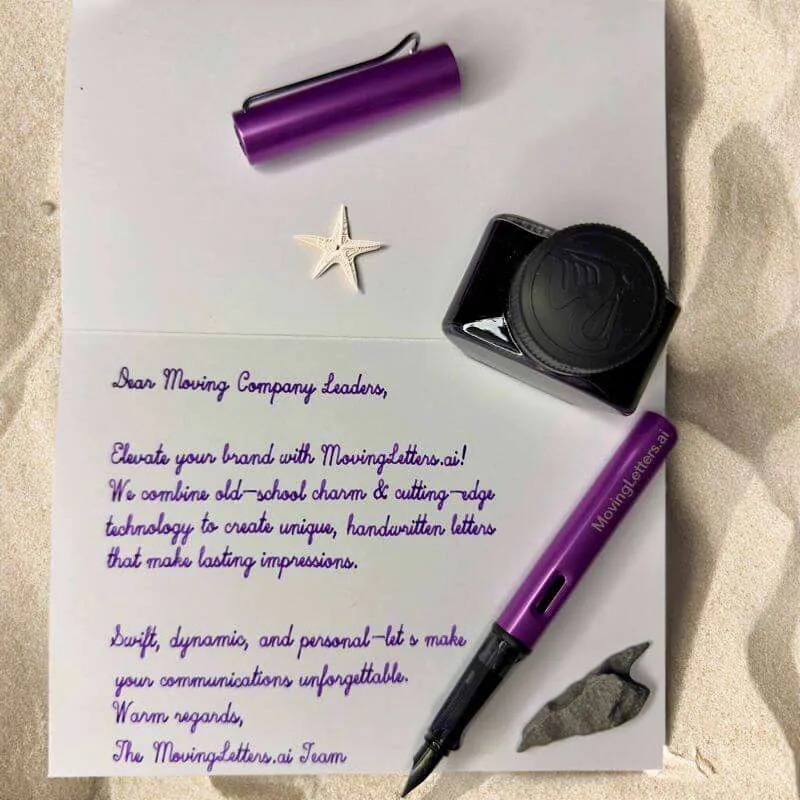 Dear Moving Company Leaders,
Elevate your brand with MovingLetters.ai!
We combine old-school charm & cutting-edge
technology to create unique, handwritten letters
that make lasting impressions.
Swift, dynamic, and personal-let s make
your communications unforgettable.
Warm regards,
The MovingLetters.ai Team
MovingLetters.ai